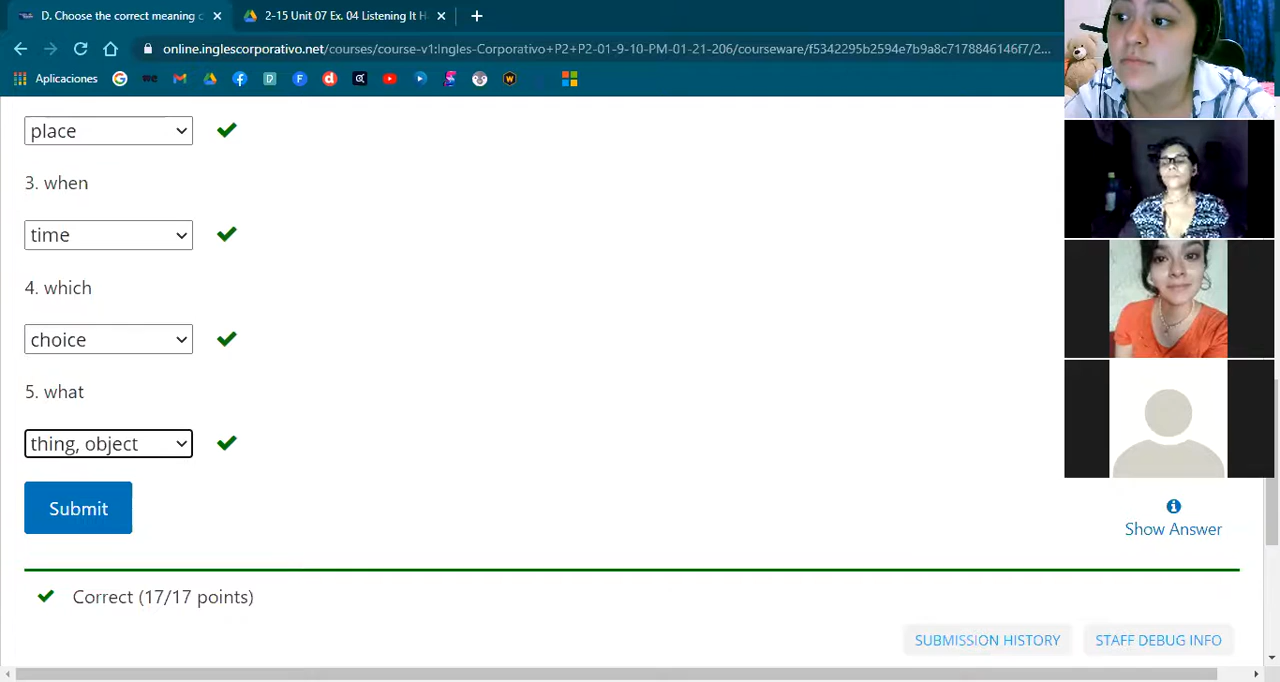 D. Choose the correct meaning
2-15 Unit 07 Ex. 04 Listening It H
online.inglescorporativo.net/courses/course-v1:Ingles-Corporativo+P2+P2-01-9-10-PM-01-21-206/courseware/f5342295b2594e7b9a8c7178846146f7/2...
Aplicaciones
place
3. when
time
4. which
choice
5. what
thing, object
Submit
Show Answer
Correct (17/17 points)
SUBMISSION HISTORY
STAFF DEBUG INFO